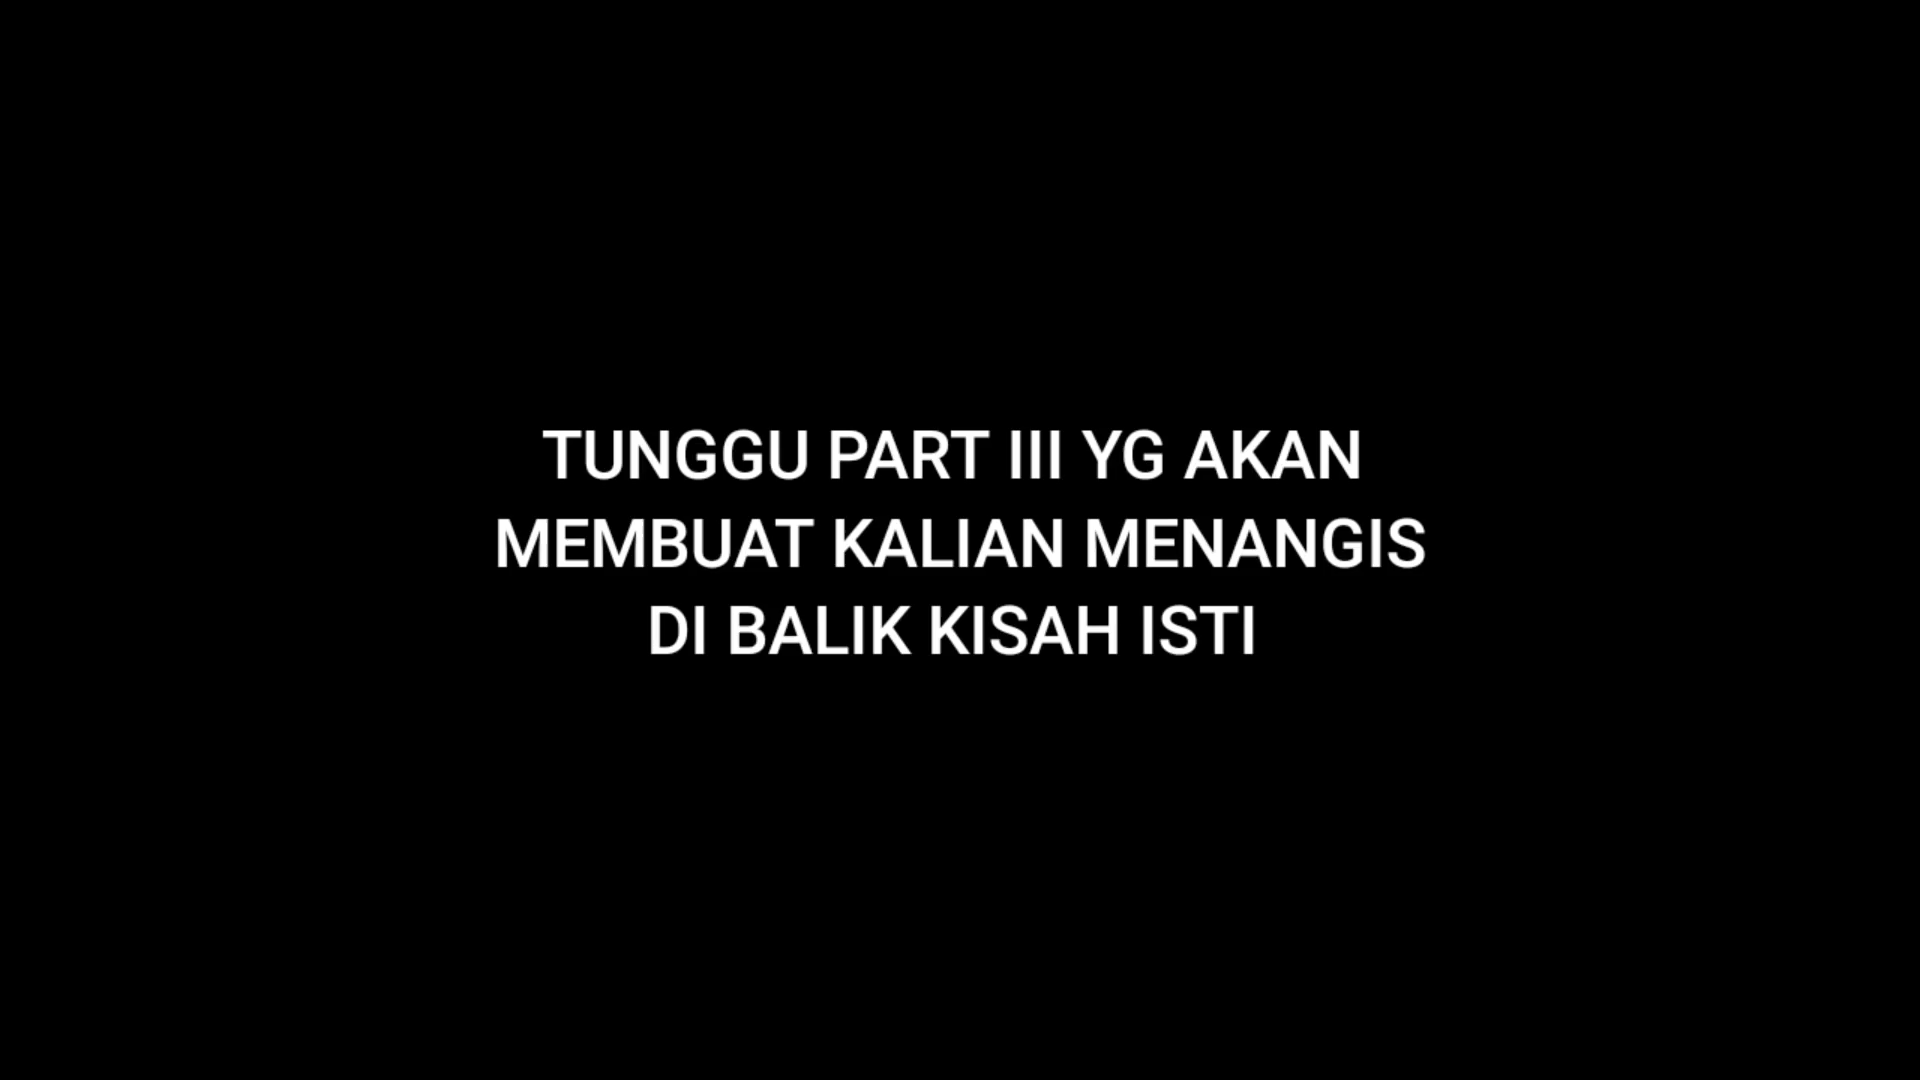 TUNGGU PART III YG AKAN
MEMBUAT KALIAN MENANGIS
DI BALIK KISAH ISTI